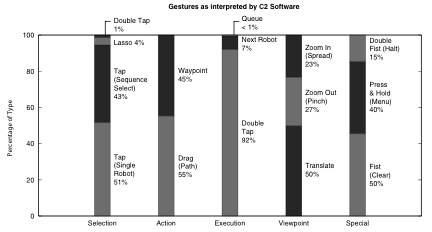 Gestures as interpreted by C2 Software
Percentage of Type
100
80
60
40
20
0
Double Tap
1%
Lasso 4%
Tap
(Sequence
Select)
43%
Tap
(Single
Robot)
51%
Selection
Waypoint
45%
Drag
(Path)
55%
Action
Queue
< 1%
Next Robot
7%
Double
Tap
92%
Execution
Zoom In
(Spread)
23%
Zoom Out
(Pinch)
27%
Translate
50%
Viewpoint
Double
Fist (Halt)
15%
Press
& Hold
(Menu)
40%
Fist
(Clear)
50%
Special